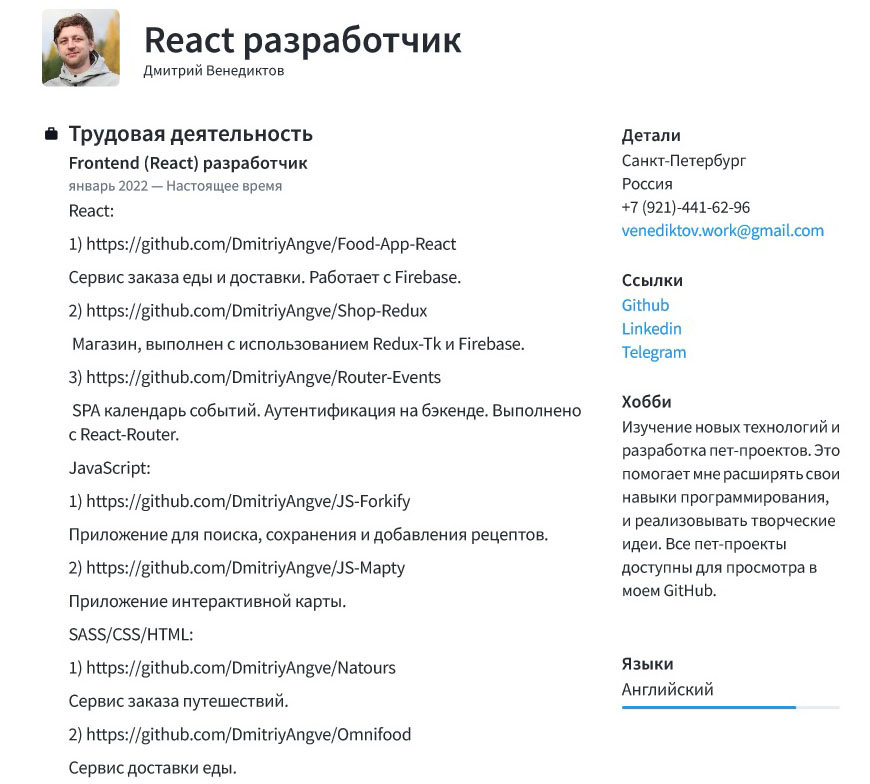 React разработчик
Дмитрий Венедиктов
Трудовая деятельность
Frontend (React) разработчик
январь 2022 — Настоящее время
React:
1) https://github.com/DmitriyAngve/Food-App-React
Сервис заказа еды и доставки. Работает с Firebase.
2) https://github.com/DmitriyAngve/Shop-Redux
Магазин, выполнен с использованием Redux-Tk и Firebase.
3) https://github.com/DmitriyAngve/Router-Events
SPA календарь событий. Аутентификация на бэкенде. Выполнено
с React-Router.
JavaScript:
1) https://github.com/DmitriyAngve/JS-Forkify
Приложение для поиска, сохранения и добавления рецептов.
2) https://github.com/DmitriyAngve/JS-Mapty
Приложение интерактивной карты.
SASS/CSS/HTML:
1) https://github.com/DmitriyAngve/Natours
Сервис заказа путешествий.
2) https://github.com/DmitriyAngve/Omnifood
Сервис доставки еды.
Детали
Санкт-Петербург
Россия
+7 (921)-441-62-96
venediktov.work@gmail.com
Ссылки
Github
Linkedin
Telegram
Хобби
Изучение новых технологий и
разработка пет-проектов. Это
помогает мне расширять свои
навыки программирования,
и реализовывать творческие
идеи. Все пет-проекты
доступны для просмотра в
моем GitHub.
Языки
Английский